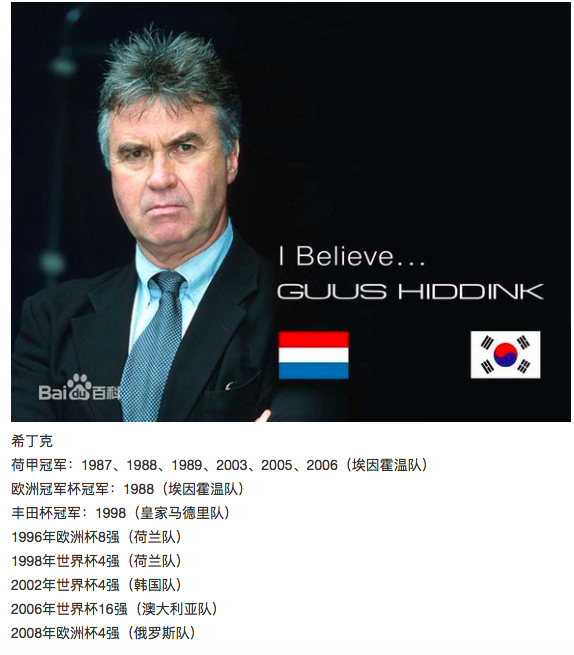 I Believe...
GUUS HIDDINK
Bai du 百科
希丁克
荷甲冠军：1987、1988、1989、2003、2005、2006（埃因霍温队）
欧洲冠军杯冠军：1988（埃因霍温队）
丰田杯冠军：1998（皇家马德里队）
1996年欧洲杯8强（荷兰队）
1998年世界杯4强（荷兰队）
2002年世界杯4强（韩国队）
2006年世界杯16强（澳大利亚队）
2008年欧洲杯4强（俄罗斯队）